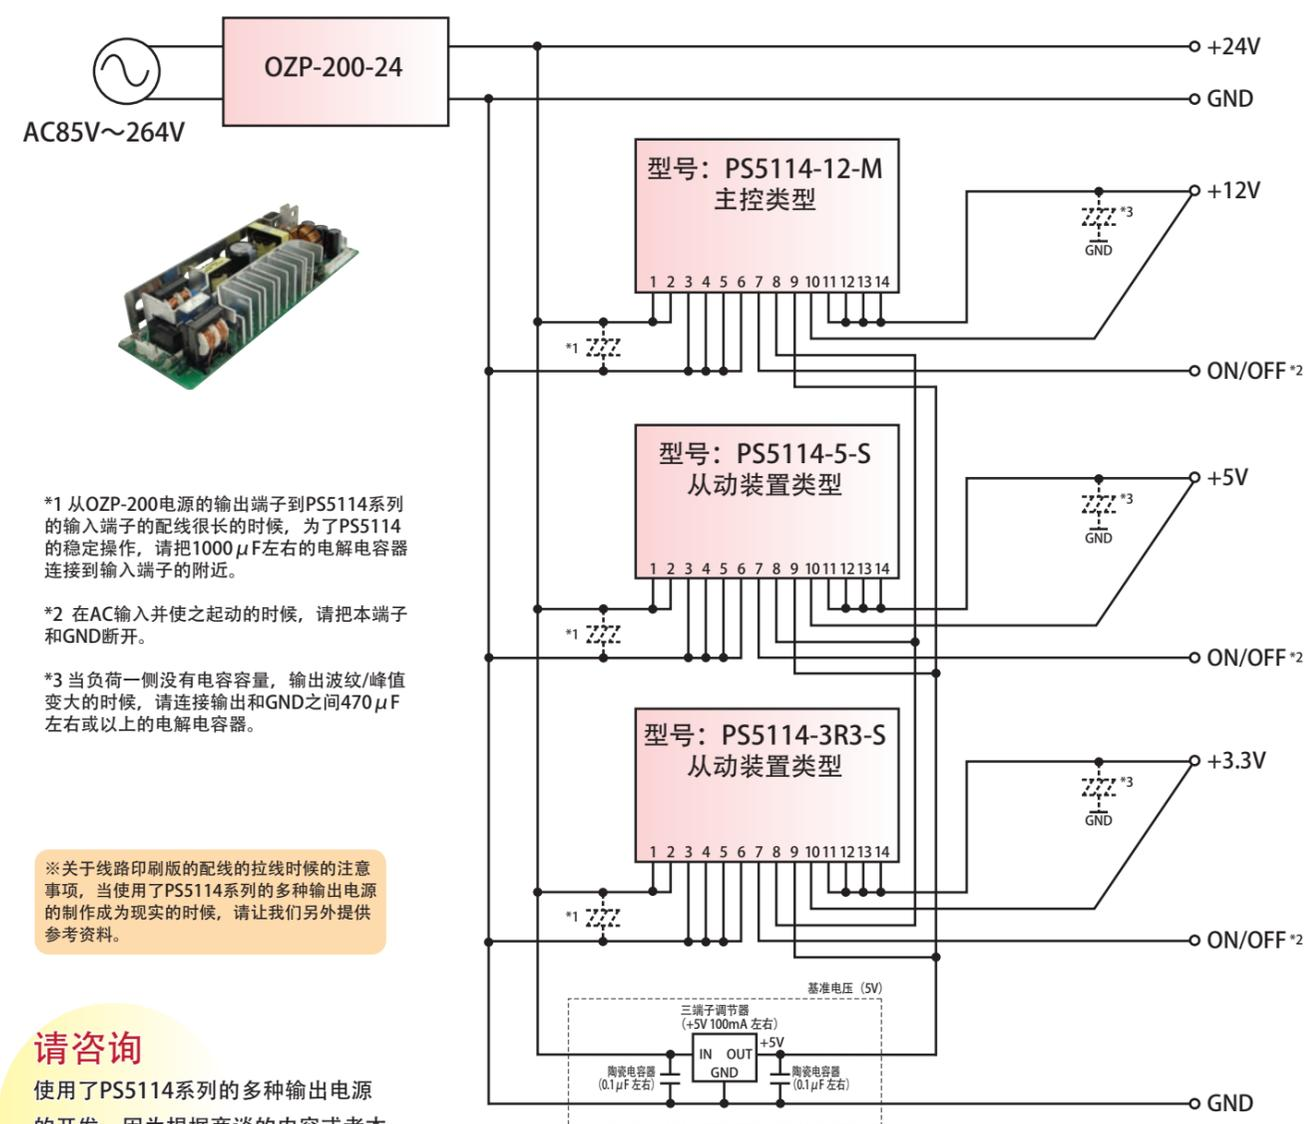 OZP-200-24
+24V
GND
AC85V～264V
型号：PS5114-12-M
主控类型
1 2 3 4 5 6 7 8 9 10 11 12 13 14
+12V
*3
GND
*1
ON/OFF *2
型号：PS5114-5-S
从动装置类型
1 2 3 4 5 6 7 8 9 10 11 12 13 14
+5V
*3
GND
*1
ON/OFF *2
型号：PS5114-3R3-S
从动装置类型
1 2 3 4 5 6 7 8 9 10 11 12 13 14
+3.3V
*3
GND
*1
ON/OFF *2
基准电压（5V）
三端子调节器
（+5V 100mA 左右）
+5V
IN OUT
GND
陶瓷电容器
（0.1μF 左右）
陶瓷电容器
（0.1μF 左右）
GND
*1 从OZP-200电源的输出端子到PS5114系列
的输入端子的配线很长的时候，为了PS5114
的稳定操作，请把1000μF左右的电解电容器
连接到输入端子的附近。
*2 在AC输入并使之起动的时候，请把本端子
和GND断开。
*3 当负荷一侧没有电容容量，输出波纹/峰值
变大的时候，请连接输出和GND之间470μF
左右或以上的电解电容器。
※关于线路印刷版的配线的拉线时候的注意
事项，当使用了PS5114系列的多种输出电源
的制作成为现实的时候，请让我们另外提供
参考资料。
请咨询
使用了PS5114系列的多种输出电源
的开发，因为根据商谈的内容或者本